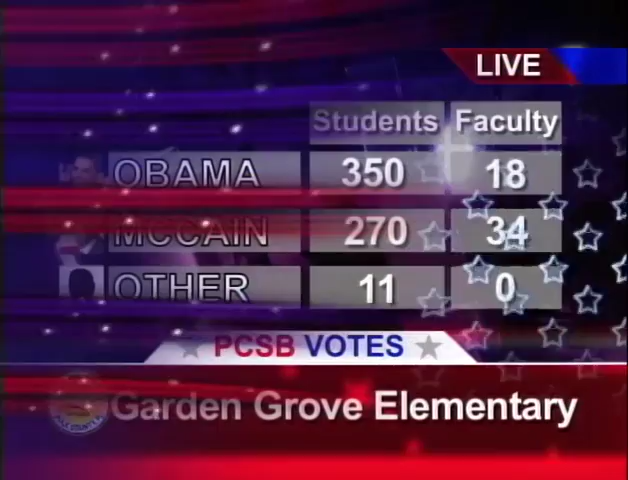 LIVE
Students Faculty
OBAMA 350 18
MCCAIN 270 34
OTHER 11 0
PCSB VOTES
Garden Grove Elementary